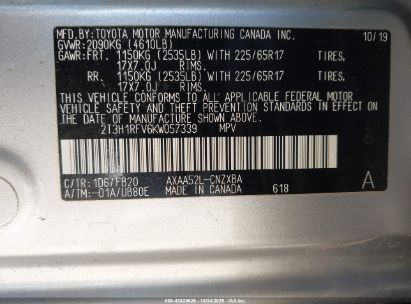 MFD.BY:TOYOTA MOTOR MANUFACTURING CANADA INC. 10/19
GVWR:2090KG (4610LB)
GAWR:FRT. 1150KG (2535LB) WITH 225/65R17 TIRES,
17X7.0J RIMS.
RR. 1150KG (2535LB) WITH 225/65R17 TIRES,
17X7.0J RIMS.
THIS VEHICLE CONFORMS TO ALL APPLICABLE FEDERAL MOTOR
VEHICLE SAFETY STANDARDS IN EFFECT ON
THE DATE OF MANUFACTURE SHOWN ABOVE.
2T3H1RFV6KW057339 MPV
C/TR:1D6/FB20 AXAA52L-CNZXBA A
A/TM:-01A/UB80E MADE IN CANADA 618